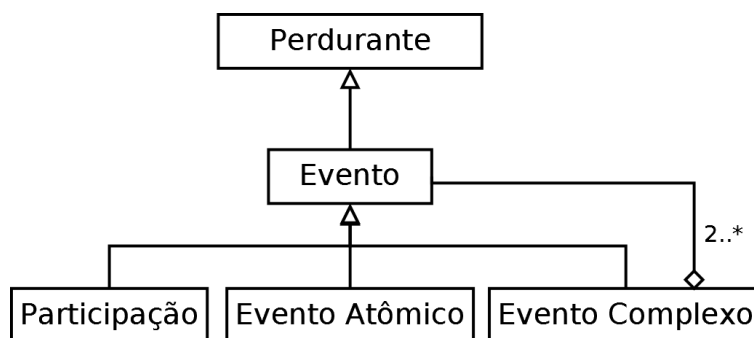 Perdurante
Evento
2..*
Participação
Evento Atômico
Evento Complexo